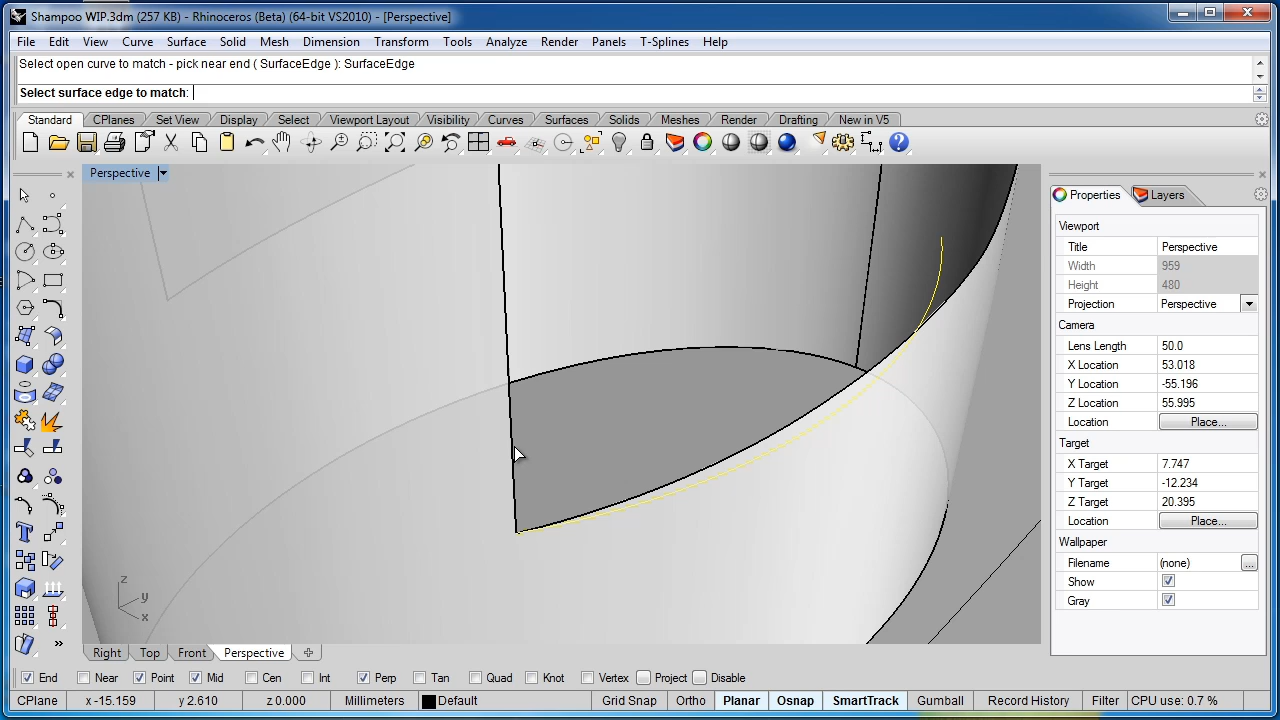 Shampoo WIP.3dm (257 KB) - Rhinoceros (Beta) (64-bit VS2010) - [Perspective]
File Edit View Curve Surface Solid Mesh Dimension Transform Tools Analyze Render Panels T-Splines Help
Select open curve to match - pick near end ( SurfaceEdge ): SurfaceEdge
Select surface edge to match:
Standard CPlanes Set View Display Select Viewport Layout Visibility Curves Surfaces Solids Meshes Render Drafting New in V5
Perspective
Properties Layers
Viewport
Title Perspective
Width 959
Height 480
Projection Perspective
Camera
Lens Length 50.0
X Location 53.018
Y Location -55.196
Z Location 55.995
Location Place...
Target
X Target 7.747
Y Target -12.234
Z Target 20.395
Location Place...
Wallpaper
Filename (none) ...
Show
Gray
z
y
x
Right Top Front Perspective
End Near Point Mid Cen Int Perp Tan Quad Knot Vertex Project Disable
CPlane x -15.159 y 2.610 z 0.000 Millimeters Default Grid Snap Ortho Planar Osnap SmartTrack Gumball Record History Filter CPU use: 0.7 %